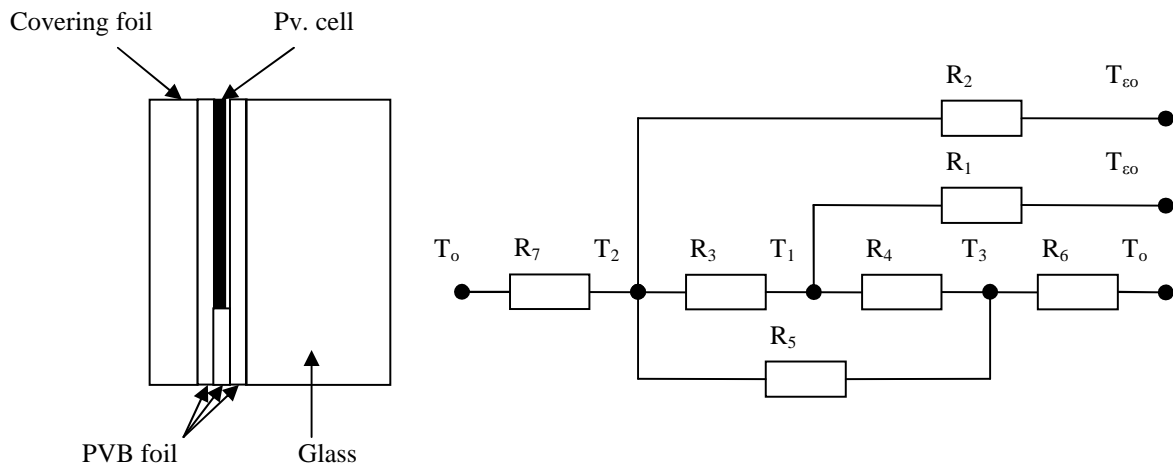 Covering foil
Pv. cell
PVB foil
Glass
R₂
Tεo
R₁
Tεo
Tₒ
R₇
T₂
R₃
T₁
R₄
T₃
R₆
Tₒ
R₅